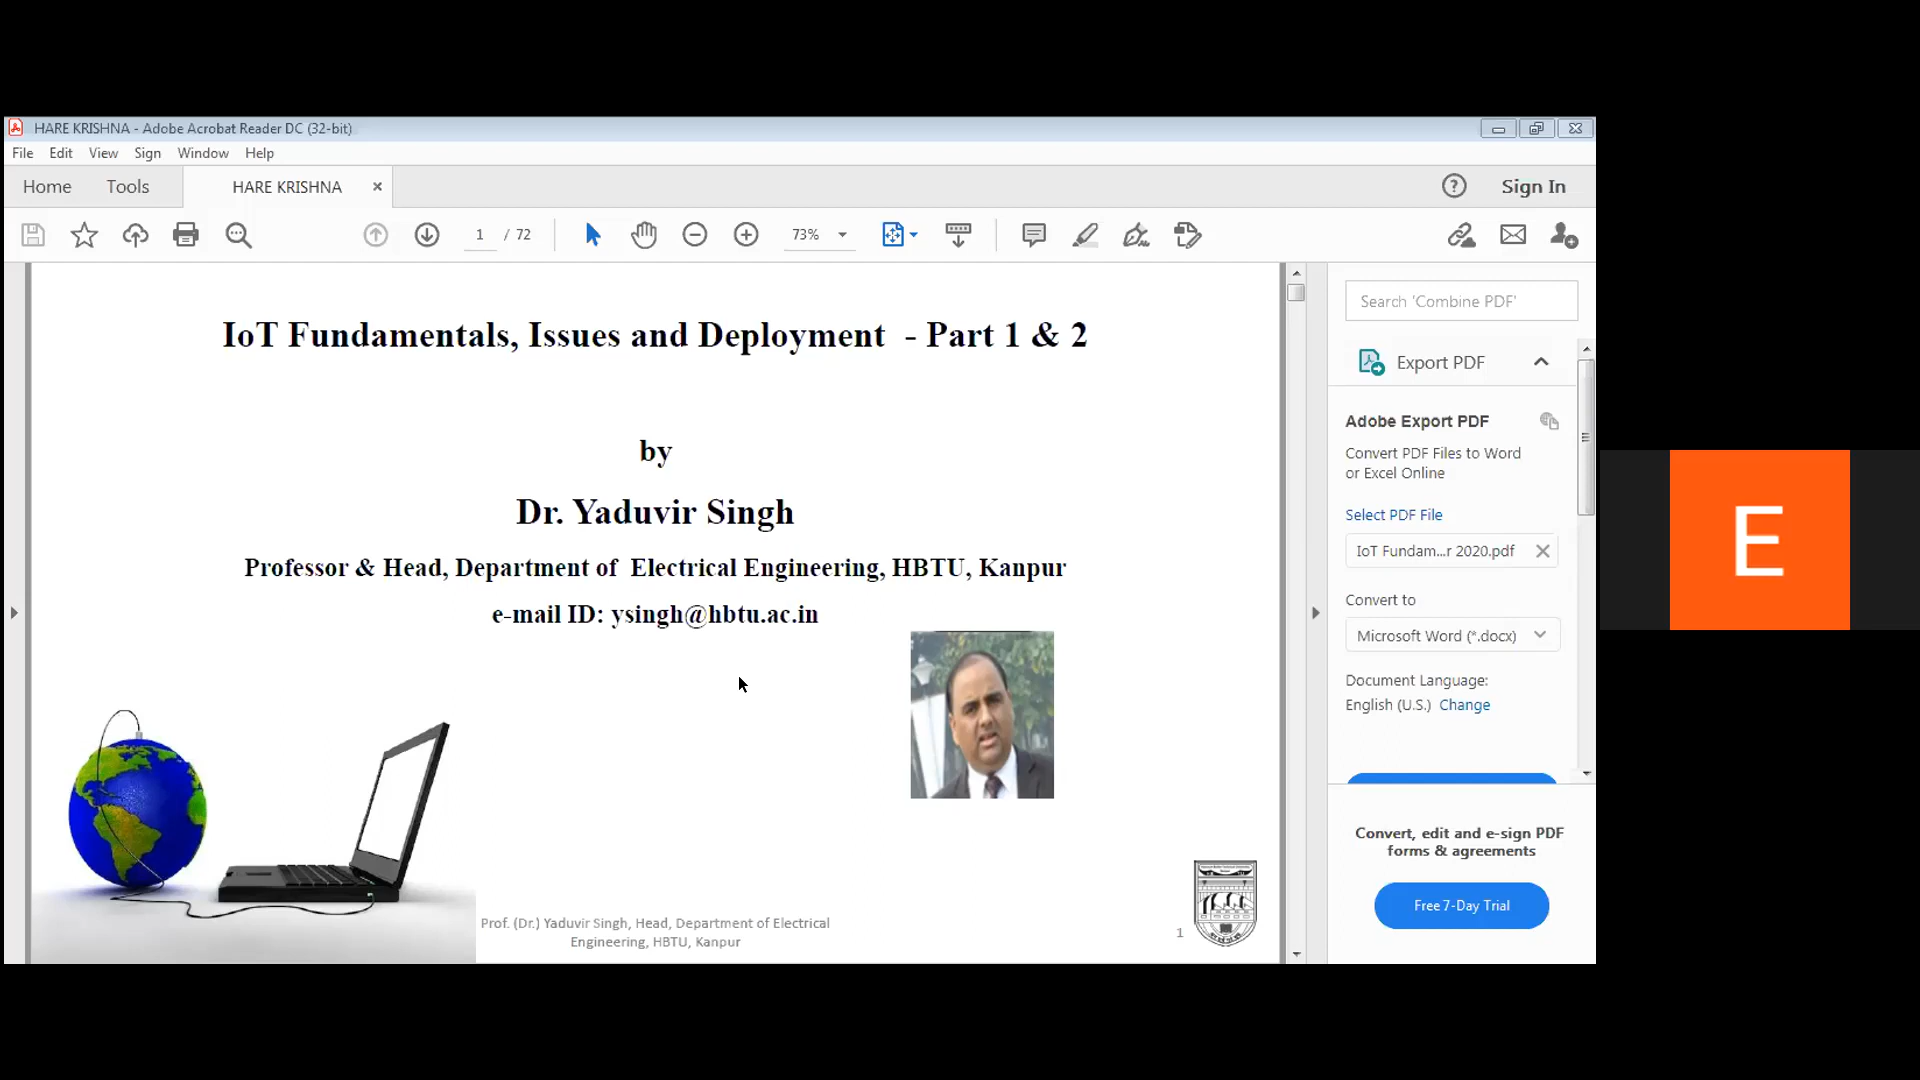 HARE KRISHNA - Adobe Acrobat Reader DC (32-bit)
File Edit View Sign Window Help
Home Tools HARE KRISHNA Sign In
1 / 72 73%
IoT Fundamentals, Issues and Deployment - Part 1 & 2
by
Dr. Yaduvir Singh
Professor & Head, Department of Electrical Engineering, HBTU, Kanpur
e-mail ID: ysingh@hbtu.ac.in
Prof. (Dr.) Yaduvir Singh, Head, Department of Electrical
Engineering, HBTU, Kanpur
1
Search 'Combine PDF'
Export PDF
Adobe Export PDF
Convert PDF Files to Word
or Excel Online
Select PDF File
IoT Fundam...r 2020.pdf
Convert to
Microsoft Word (*.docx)
Document Language:
English (U.S.) Change
Convert, edit and e-sign PDF
forms & agreements
Free 7-Day Trial
E